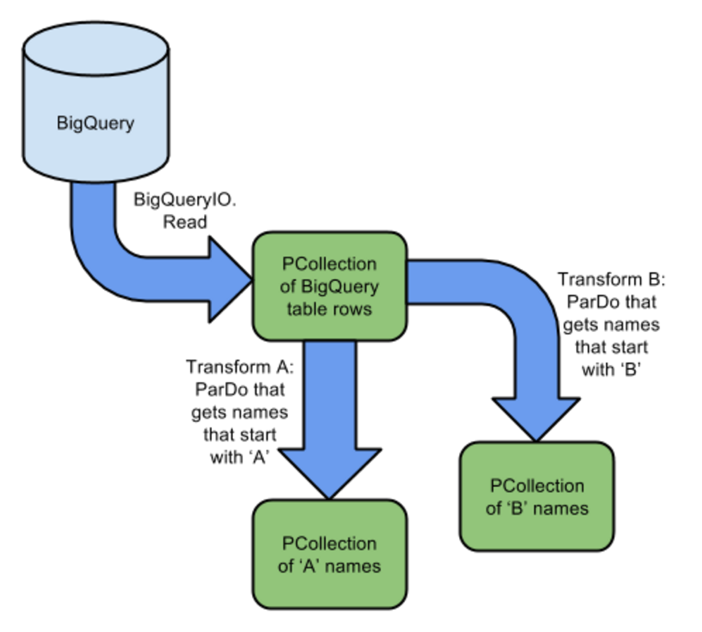 BigQuery
BigQueryIO.
Read
PCollection
of BigQuery
table rows
Transform B:
ParDo that
gets names
that start
with ‘B’
Transform A:
ParDo that
gets names
that start
with ‘A’
PCollection
of ‘B’ names
PCollection
of ‘A’ names